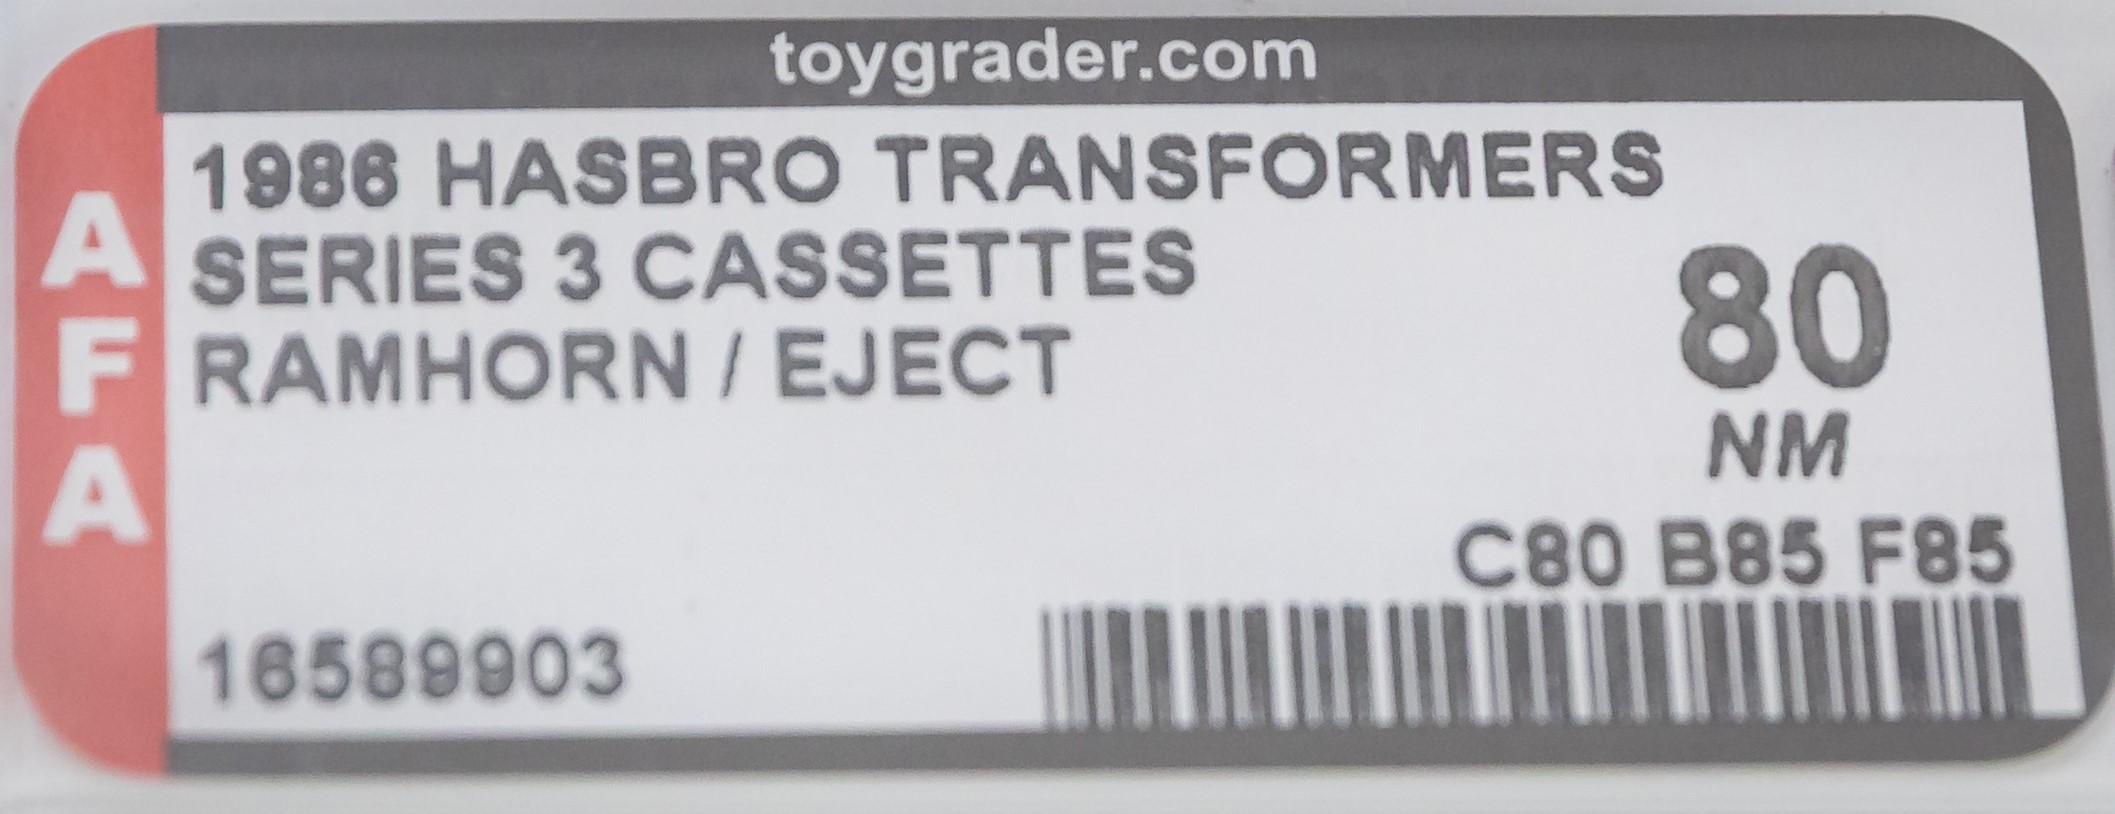 toygrader.com
AFA
1986 HASBRO TRANSFORMERS
SERIES 3 CASSETTES
RAMHORN / EJECT
80
NM
C80 B85 F85
16589903